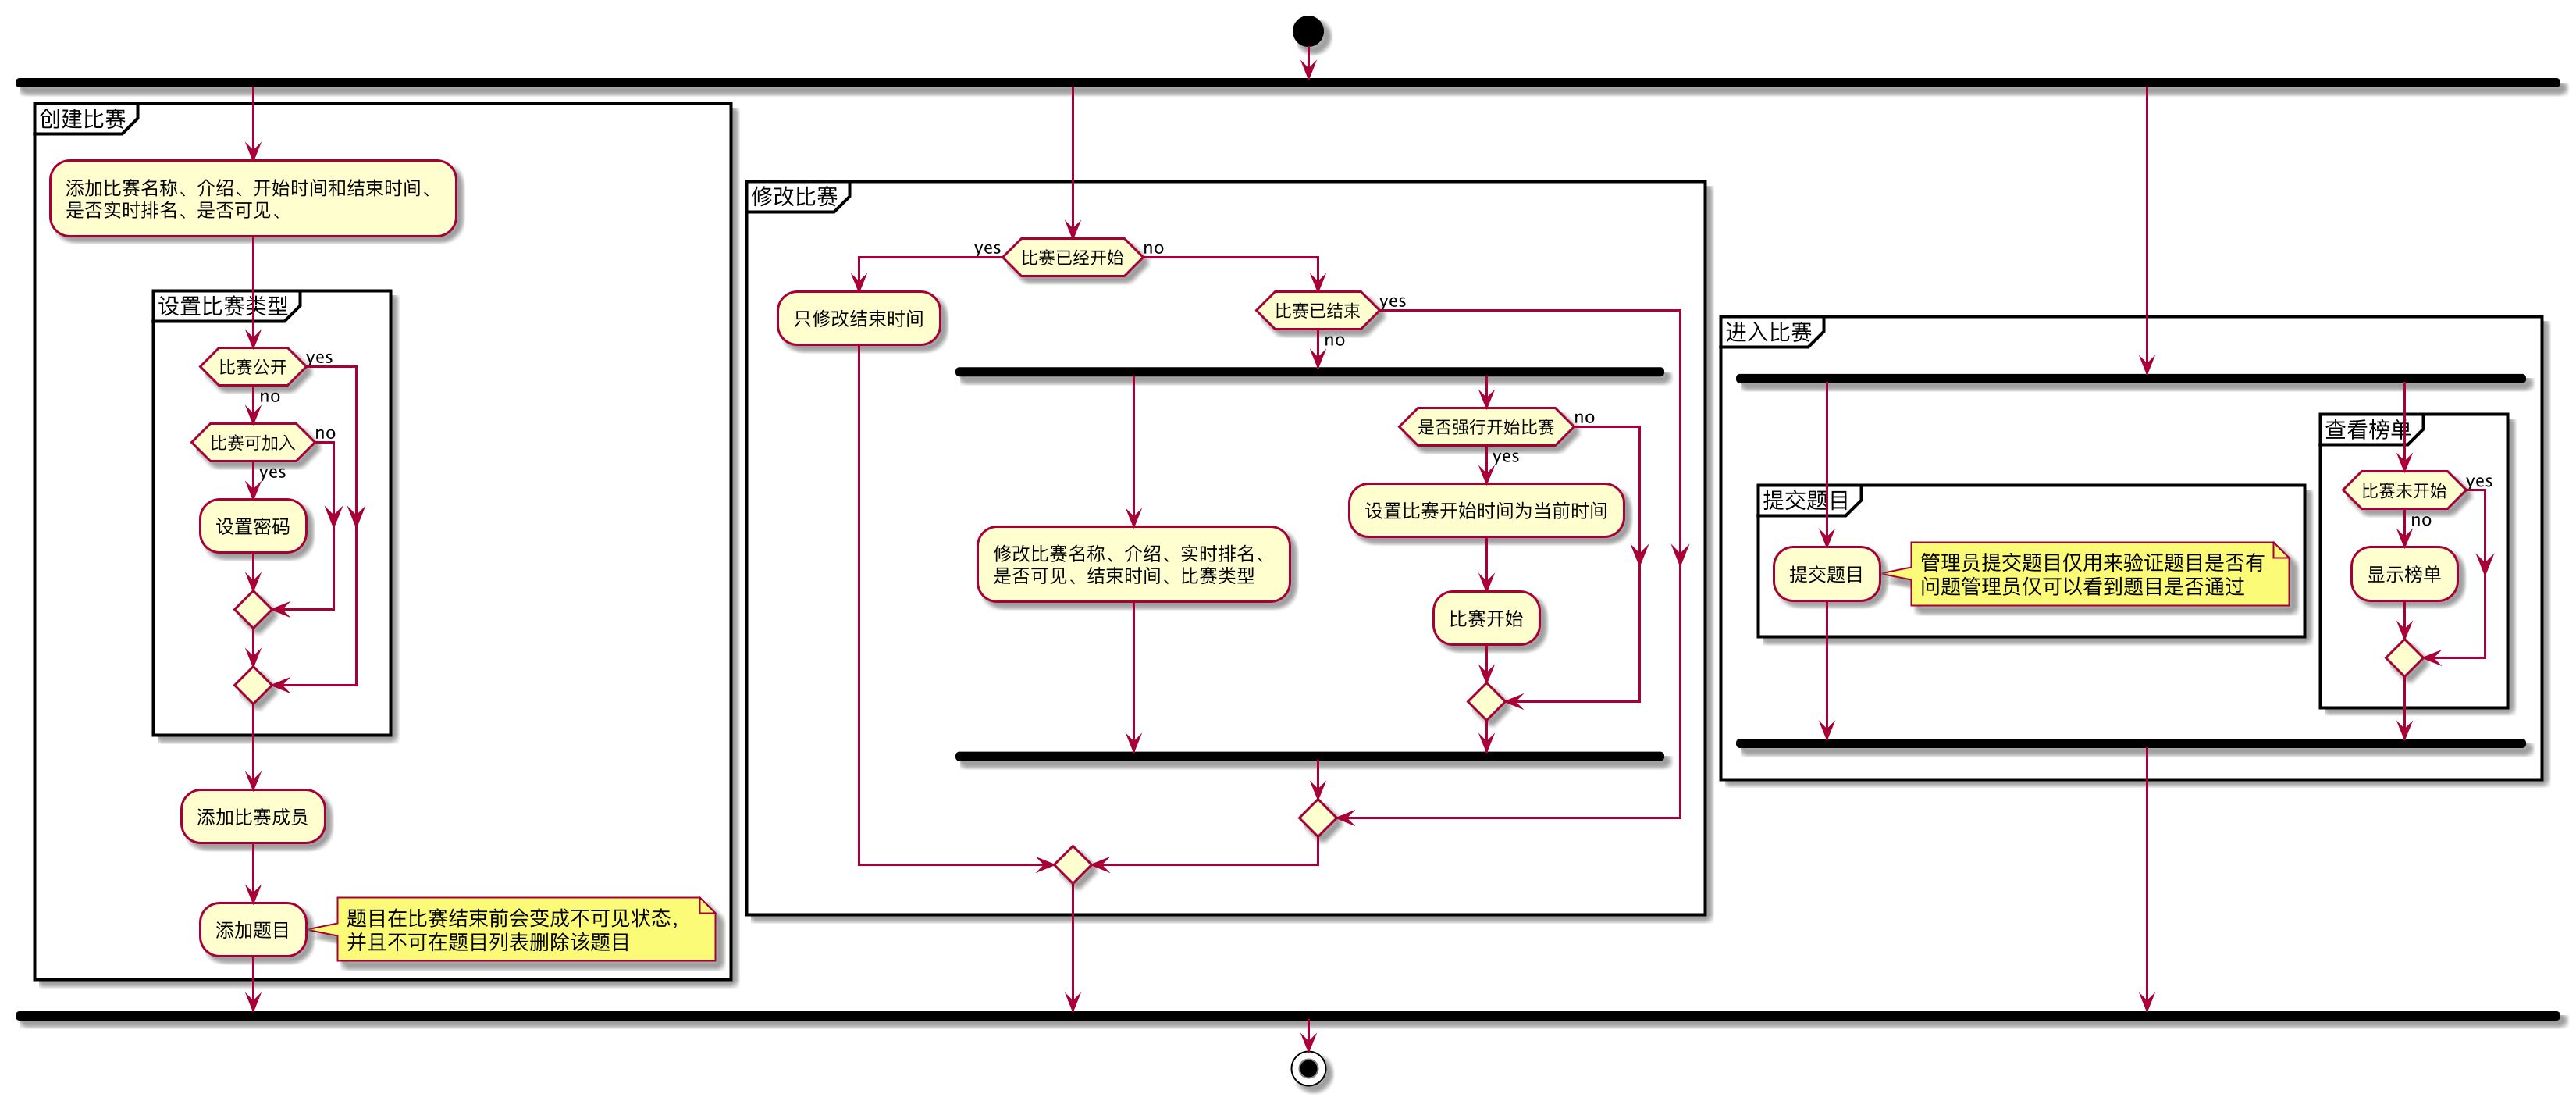 创建比赛
添加比赛名称、介绍、开始时间和结束时间、
是否实时排名、是否可见、
设置比赛类型
比赛公开
yes
no
比赛可加入
no
yes
设置密码
添加比赛成员
添加题目
题目在比赛结束前会变成不可见状态，
并且不可在题目列表删除该题目
修改比赛
yes
比赛已经开始
no
只修改结束时间
比赛已结束
yes
no
修改比赛名称、介绍、实时排名、
是否可见、结束时间、比赛类型
是否强行开始比赛
no
yes
设置比赛开始时间为当前时间
比赛开始
进入比赛
提交题目
提交题目
管理员提交题目仅用来验证题目是否有
问题管理员仅可以看到题目是否通过
查看榜单
比赛未开始
yes
no
显示榜单